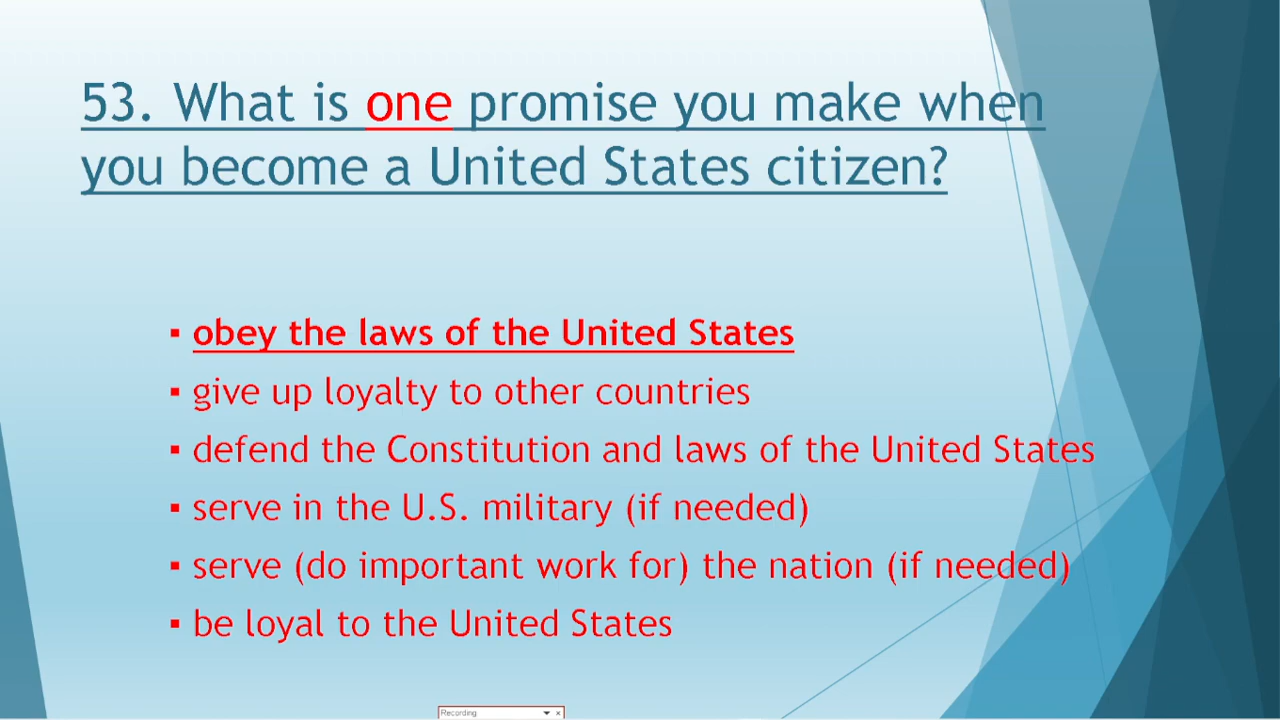 53. What is one promise you make when
you become a United States citizen?
▪ obey the laws of the United States
▪ give up loyalty to other countries
▪ defend the Constitution and laws of the United States
▪ serve in the U.S. military (if needed)
▪ serve (do important work for) the nation (if needed)
▪ be loyal to the United States
Recording